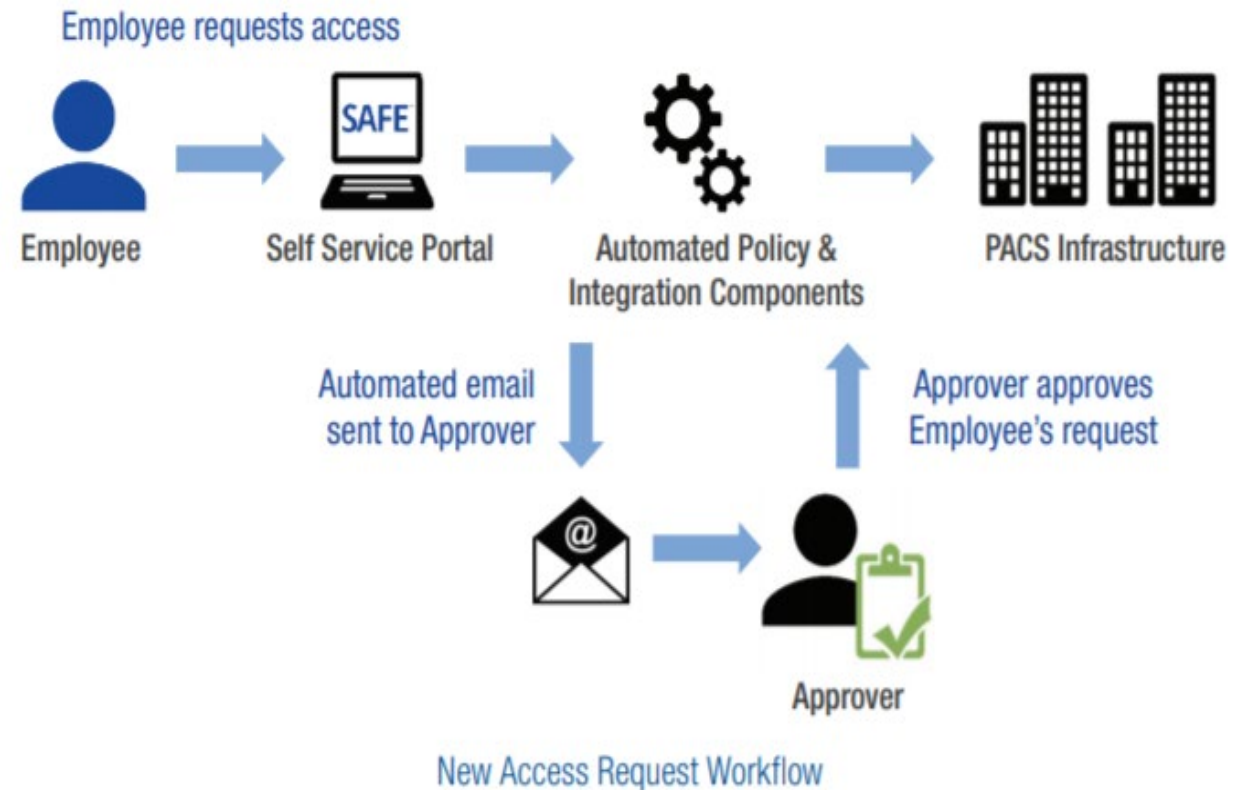 Employee requests access
SAFE
Employee
Self Service Portal
Automated Policy &
Integration Components
PACS Infrastructure
Automated email
sent to Approver
Approver approves
Employee’s request
@
Approver
New Access Request Workflow